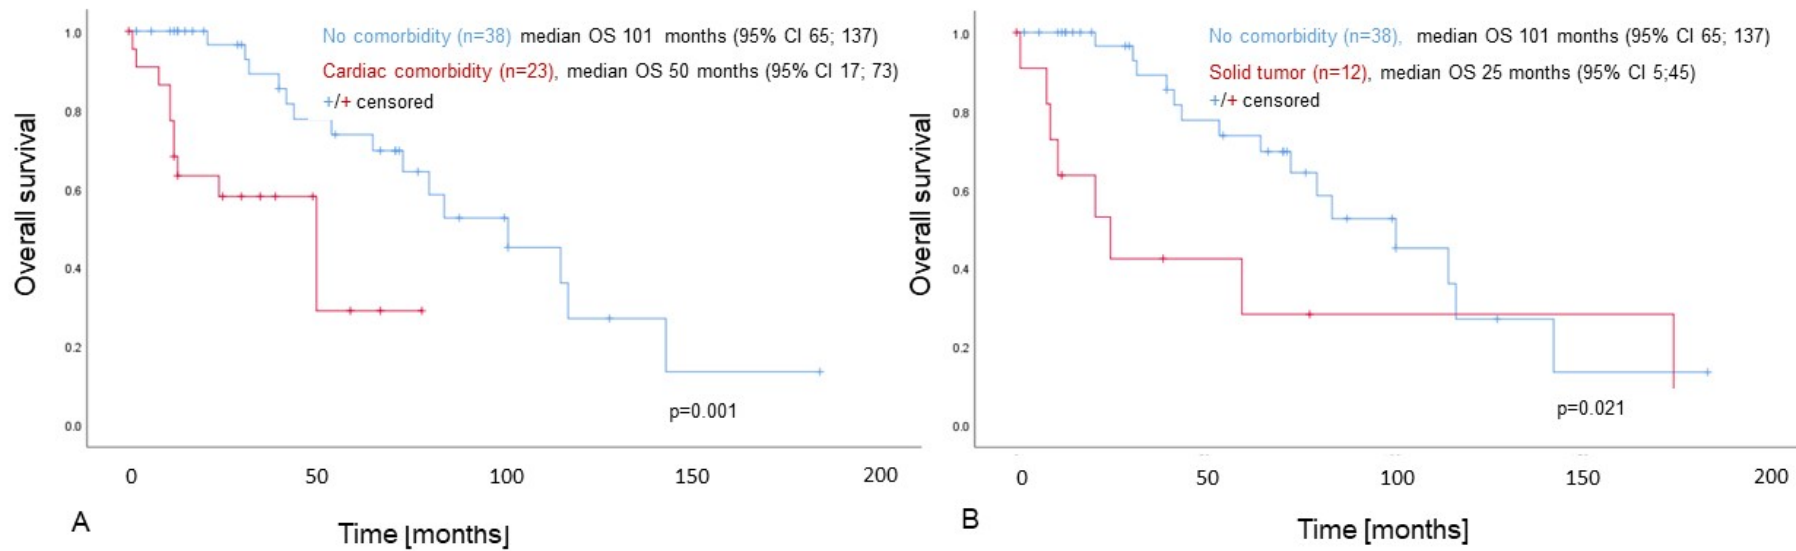 No comorbidity (n=38) median OS 101 months (95% CI 65; 137)
Cardiac comorbidity (n=23), median OS 50 months (95% CI 17; 73)
+/+ censored
Overall survival
1.0
0.8
0.6
0.4
0.2
0.0
p=0.001
0 50 100 150 200
A
Time [months]
No comorbidity (n=38), median OS 101 months (95% CI 65; 137)
Solid tumor (n=12), median OS 25 months (95% CI 5;45)
+/+ censored
Overall survival
1.0
0.8
0.6
0.4
0.2
0.0
p=0.021
0 50 100 150 200
B
Time [months]